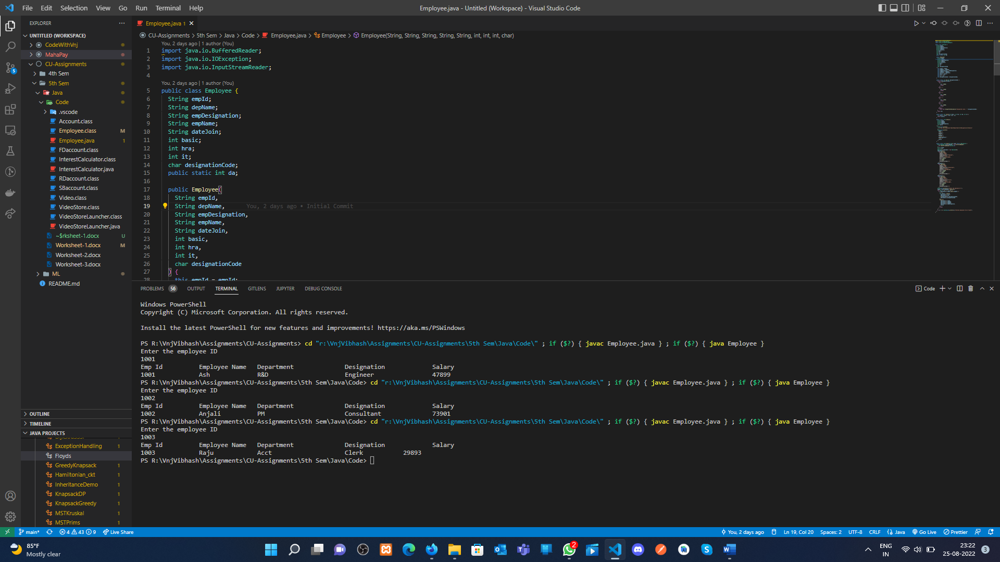 File Edit Selection View Go Run Terminal Help
Employee.java - Untitled (Workspace) - Visual Studio Code
EXPLORER
UNTITLED (WORKSPACE)
CodeWithVnj
MahaPay
CU-Assignments
4th Sem
5th Sem
Java
Code
.vscode
Account.class
Employee.class M
Employee.java 1
FDaccount.class
InterestCalculator.class
InterestCalculator.java
RDaccount.class
SBaccount.class
Video.class
VideoStore.class
VideoStoreLauncher.class
VideoStoreLauncher.java
~$rksheet-1.docx U
Worksheet-1.docx M
Worksheet-2.docx
Worksheet-3.docx
ML
README.md
OUTLINE
TIMELINE
JAVA PROJECTS
ExceptionHandling 1
Floyds
GreedyKnapsack 1
Hamiltonian_ckt 1
InheritanceDemo 1
KnapsackDP 1
KnapsackGreedy 1
MSTKruskal 1
MSTPrims 1
5
Employee.java 1
CU-Assignments > 5th Sem > Java > Code > Employee.java > Employee > Employee(String, String, String, String, String, int, int, int, char)
You, 2 days ago | 1 author (You)
1 import java.io.BufferedReader;
2 import java.io.IOException;
3 import java.io.InputStreamReader;
4
You, 2 days ago | 1 author (You)
5 public class Employee {
6 String empId;
7 String depName;
8 String empDesignation;
9 String empName;
10 String dateJoin;
11 int basic;
12 int hra;
13 int it;
14 char designationCode;
15 public static int da;
16
17 public Employee(
18 String empId,
19 String depName, You, 2 days ago • Initial Commit
20 String empDesignation,
21 String empName,
22 String dateJoin,
23 int basic,
24 int hra,
25 int it,
26 char designationCode
27 ) {
28 this.empId = empId;
PROBLEMS 56 OUTPUT TERMINAL GITLENS JUPYTER DEBUG CONSOLE
Code
Windows PowerShell
Copyright (C) Microsoft Corporation. All rights reserved.
Install the latest PowerShell for new features and improvements! https://aka.ms/PSWindows
PS R:\VnjVibhash\Assignments\CU-Assignments> cd "r:\VnjVibhash\Assignments\CU-Assignments\5th Sem\Java\Code\" ; if ($?) { javac Employee.java } ; if ($?) { java Employee }
Enter the employee ID
1001
Emp Id Employee Name Department Designation Salary
1001 Ash R&D Engineer 47899
PS R:\VnjVibhash\Assignments\CU-Assignments\5th Sem\Java\Code> cd "r:\VnjVibhash\Assignments\CU-Assignments\5th Sem\Java\Code\" ; if ($?) { javac Employee.java } ; if ($?) { java Employee }
Enter the employee ID
1002
Emp Id Employee Name Department Designation Salary
1002 Anjali PM Consultant 73901
PS R:\VnjVibhash\Assignments\CU-Assignments\5th Sem\Java\Code> cd "r:\VnjVibhash\Assignments\CU-Assignments\5th Sem\Java\Code\" ; if ($?) { javac Employee.java } ; if ($?) { java Employee }
Enter the employee ID
1003
Emp Id Employee Name Department Designation Salary
1003 Raju Acct Clerk 29893
PS R:\VnjVibhash\Assignments\CU-Assignments\5th Sem\Java\Code>
main* 4 43 9 Live Share
You, 2 days ago Ln 19, Col 20 Spaces: 2 UTF-8 CRLF Java Go Live Prettier
85°F
Mostly clear
2
ENG
IN
23:22
25-08-2022
3